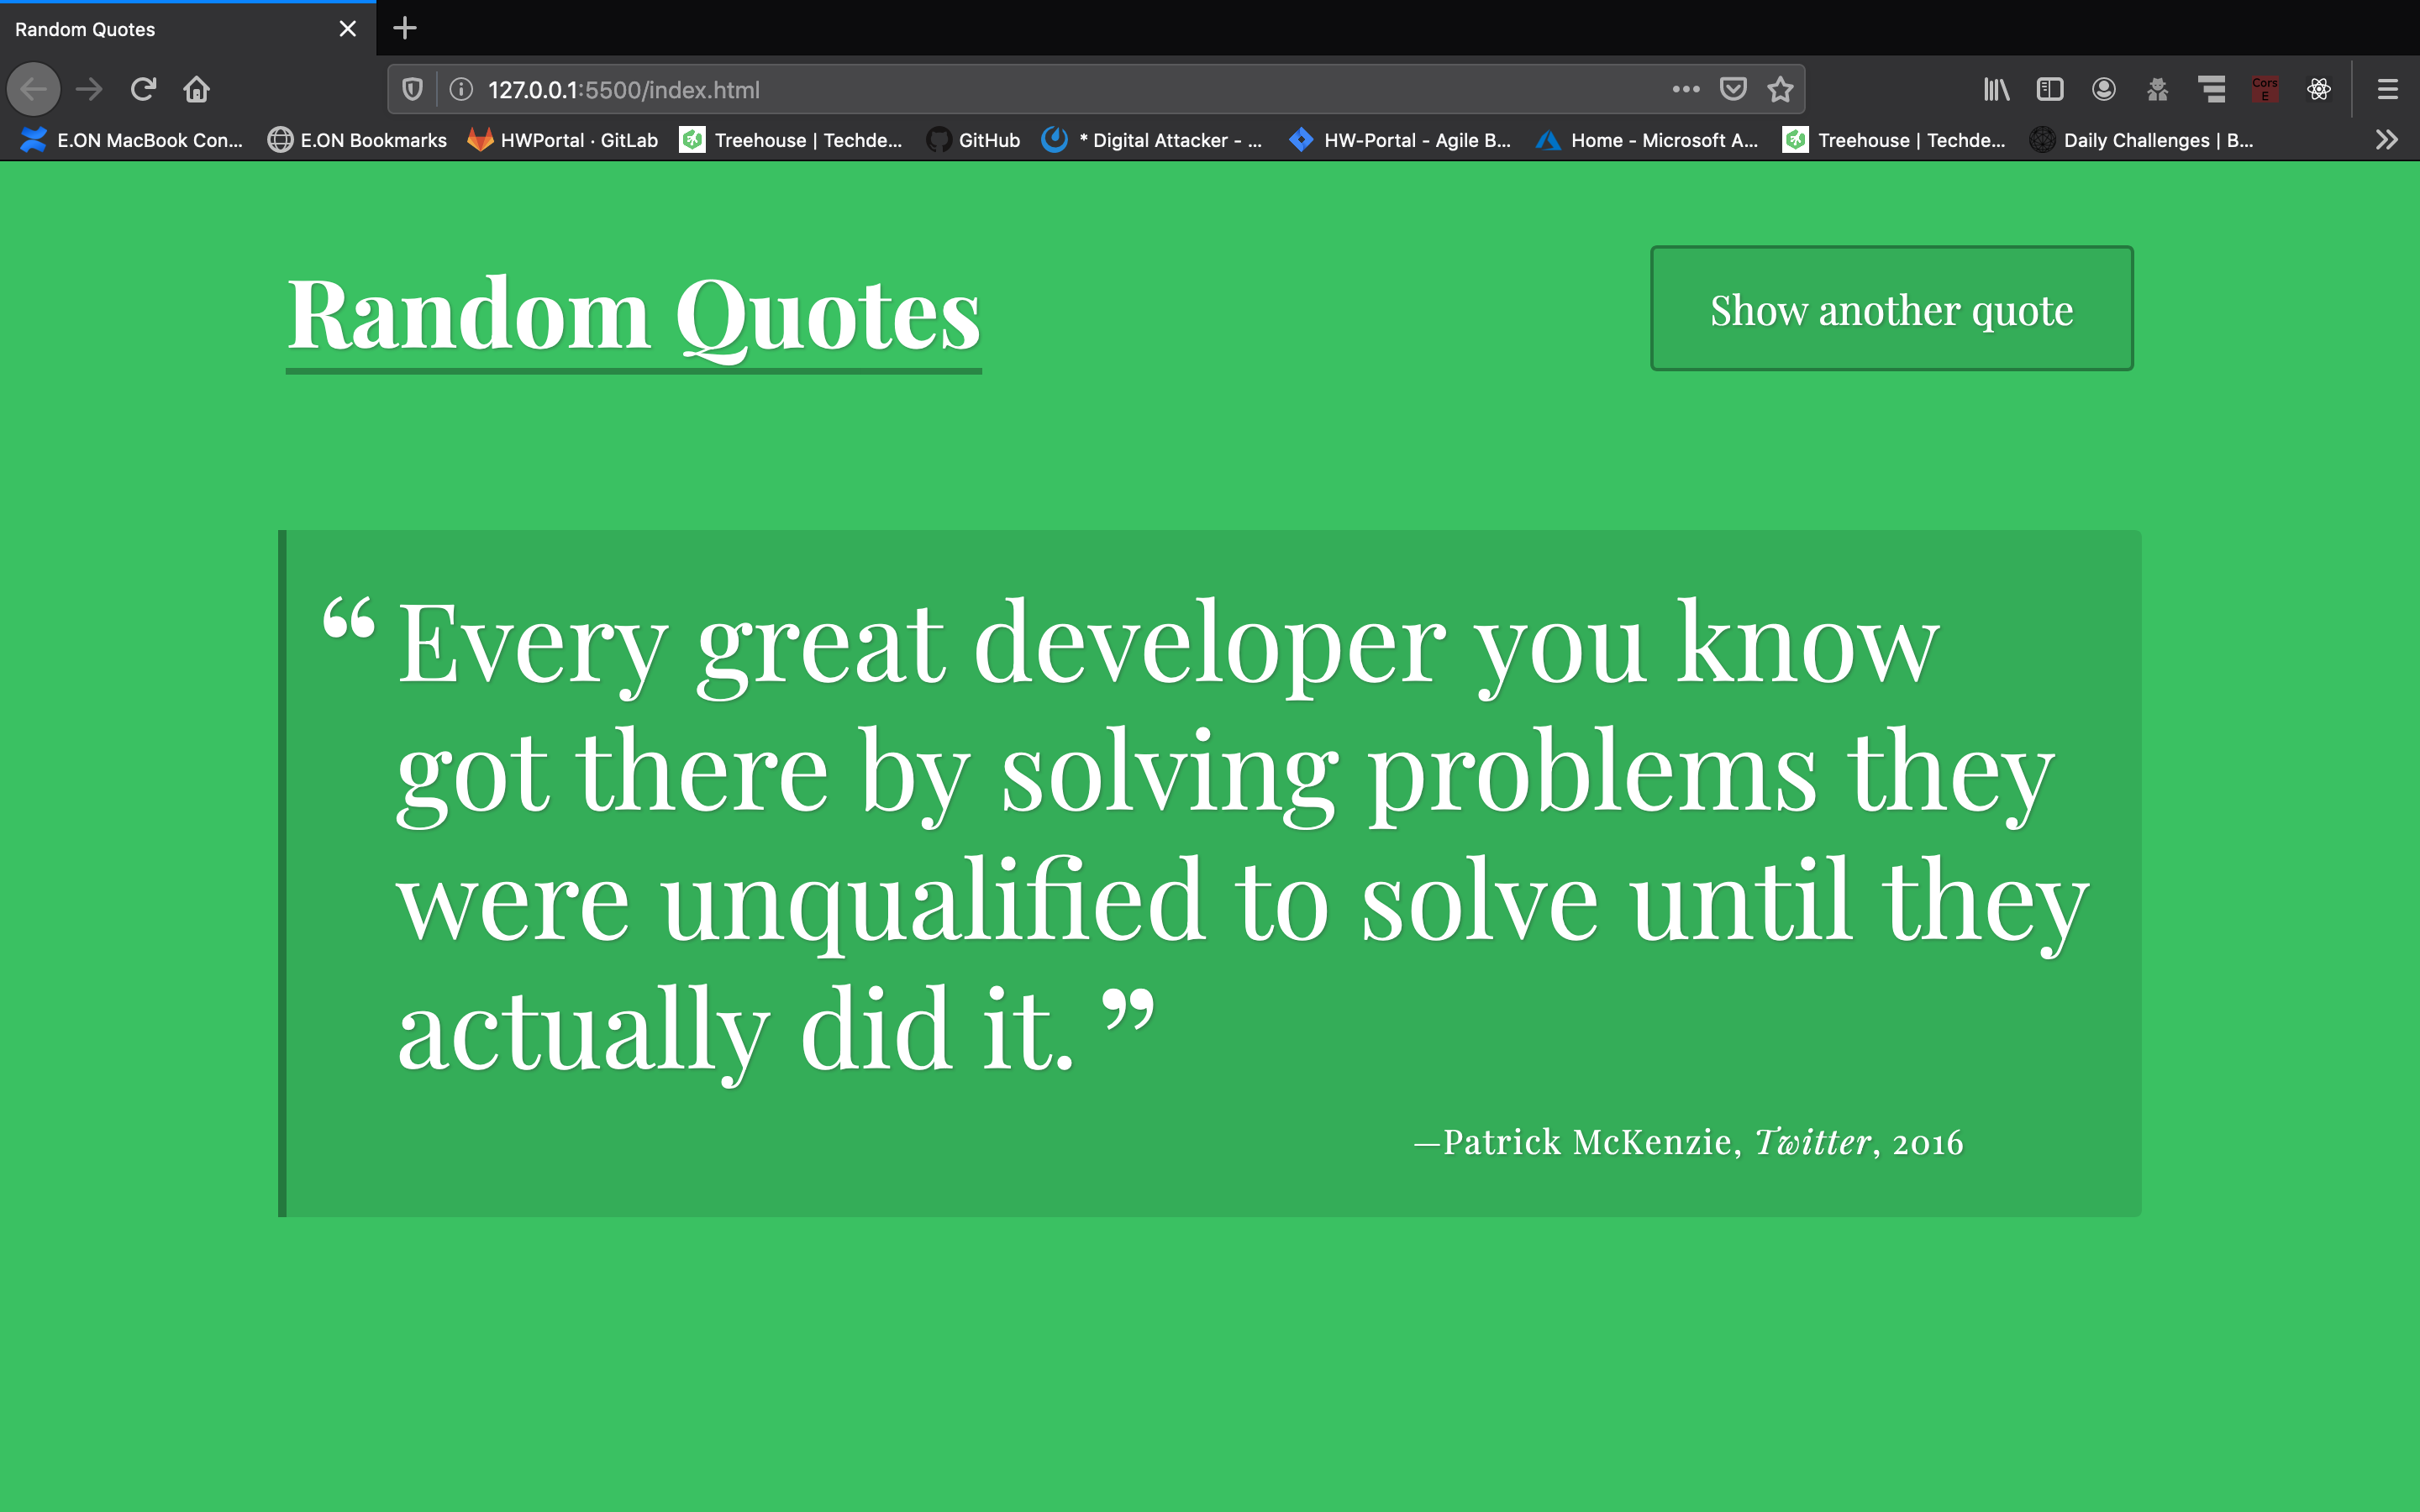 Random Quotes
127.0.0.1:5500/index.html
Cors E
E.ON MacBook Con... E.ON Bookmarks HWPortal · GitLab Treehouse | Techde... GitHub * Digital Attacker - ... HW-Portal - Agile B... Home - Microsoft A... Treehouse | Techde... Daily Challenges | B...
Random Quotes
Show another quote
“Every great developer you know
got there by solving problems they
were unqualified to solve until they
actually did it. ”
—Patrick McKenzie, Twitter, 2016